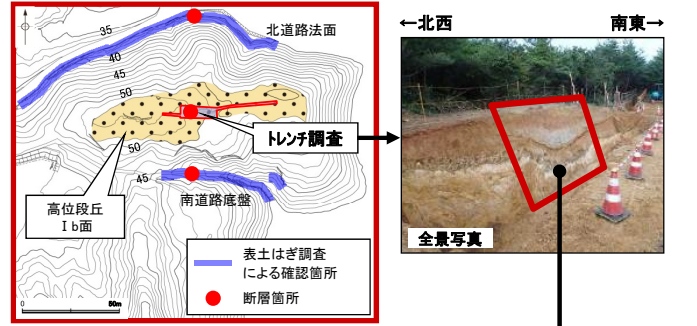 35
40
45
50
50
45
北道路法面
トレンチ調査
高位段丘
Ⅰb面
南道路底盤
表土はぎ調査
による確認箇所
断層箇所
0 50m
←北西 南東→
全景写真